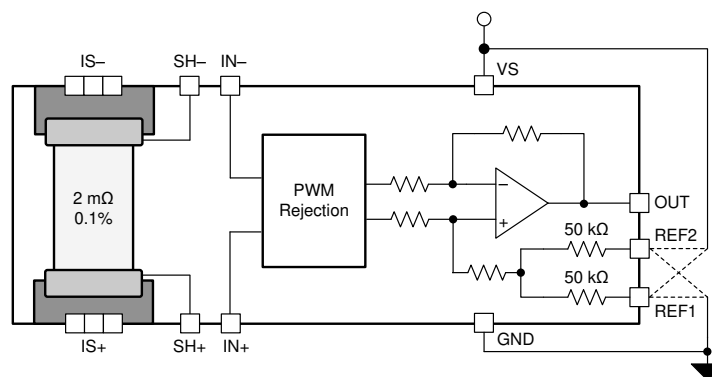 IS–
SH–
IN–
VS
2 mΩ
0.1%
PWM
Rejection
–
+
OUT
50 kΩ
REF2
50 kΩ
REF1
GND
IS+
SH+
IN+